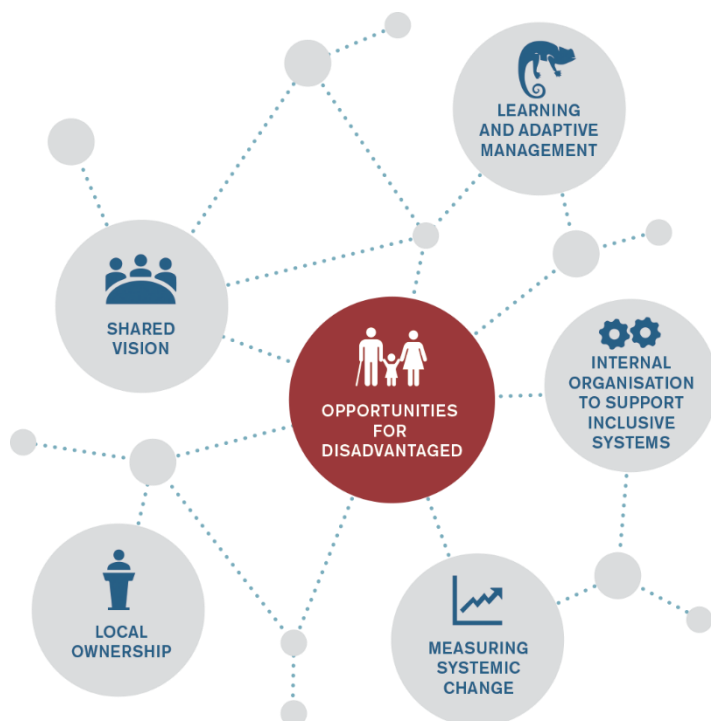 LEARNING
AND ADAPTIVE
MANAGEMENT
SHARED
VISION
INTERNAL
ORGANISATION
TO SUPPORT
INCLUSIVE
SYSTEMS
OPPORTUNITIES
FOR
DISADVANTAGED
LOCAL
OWNERSHIP
MEASURING
SYSTEMIC
CHANGE